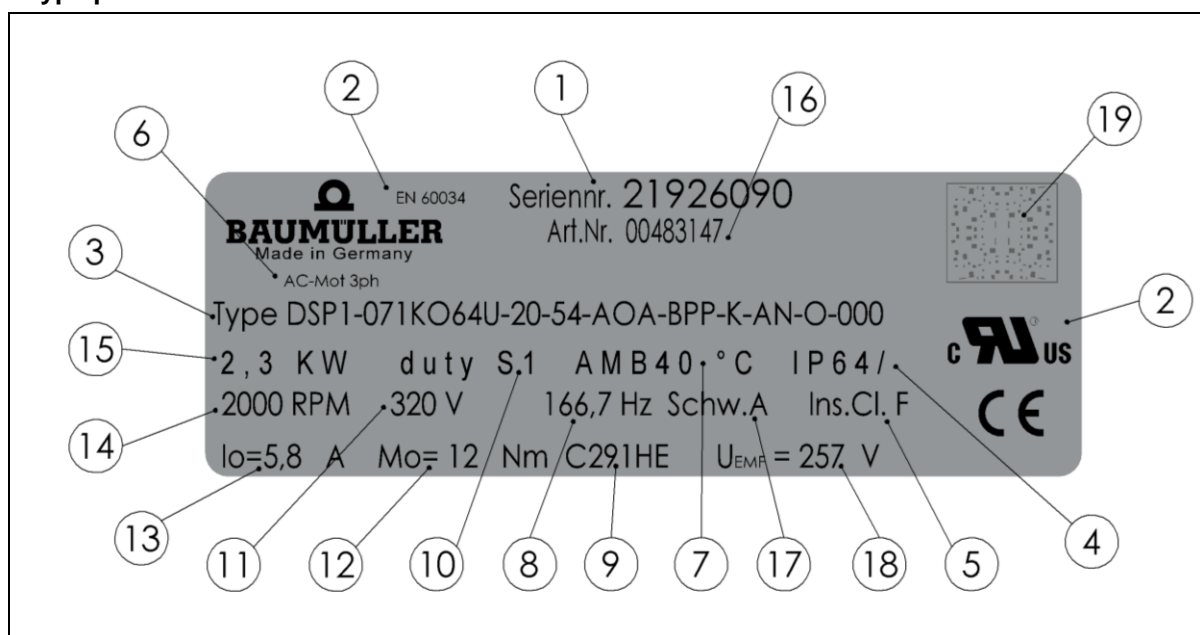 2
1
16
6
19
EN 60034
Seriennr. 21926090
BAUMÜLLER
Art.Nr. 00483147
Made in Germany
3
AC-Mot 3ph
2
Type DSP1-071KO64U-20-54-AOA-BPP-K-AN-O-000
c RU US
15
2,3 KW duty S.1 AMB40 °C IP64/
14
2000 RPM 320 V 166,7 Hz Schw.A Ins.Cl. F
CE
Io=5,8 A Mo= 12 Nm C291HE UEMF = 257 V
13
11
12
10
8
9
7
17
18
5
4